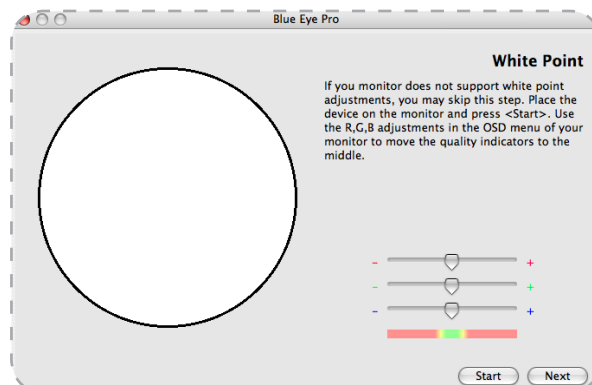 Blue Eye Pro
White Point
If you monitor does not support white point
adjustments, you may skip this step. Place the
device on the monitor and press <Start>. Use
the R,G,B adjustments in the OSD menu of your
monitor to move the quality indicators to the
middle.
- +
- +
- +
Start Next